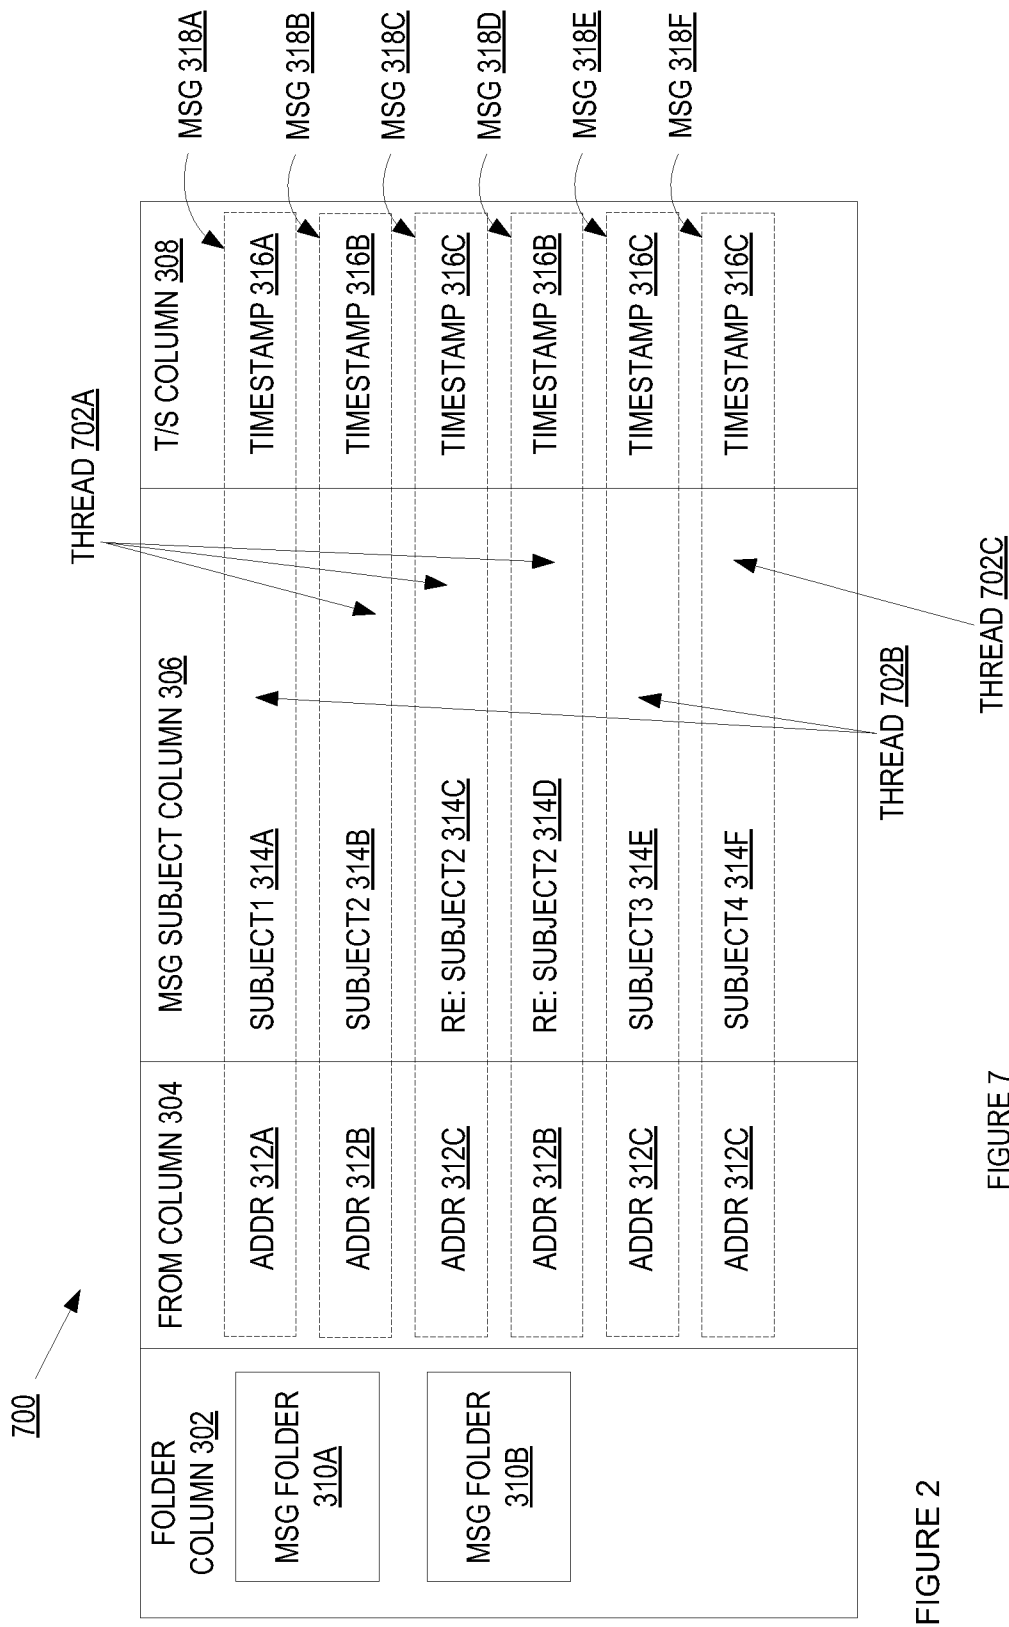 700
THREAD 702A
FOLDER
COLUMN 302
FROM COLUMN 304
MSG SUBJECT COLUMN 306
T/S COLUMN 308
MSG FOLDER
310A
MSG FOLDER
310B
ADDR 312A
SUBJECT1 314A
TIMESTAMP 316A
MSG 318A
ADDR 312B
SUBJECT2 314B
TIMESTAMP 316B
MSG 318B
ADDR 312C
RE: SUBJECT2 314C
TIMESTAMP 316C
MSG 318C
ADDR 312B
RE: SUBJECT2 314D
TIMESTAMP 316B
MSG 318D
ADDR 312C
SUBJECT3 314E
TIMESTAMP 316C
MSG 318E
ADDR 312C
SUBJECT4 314F
TIMESTAMP 316C
MSG 318F
THREAD 702B
THREAD 702C
FIGURE 2
FIGURE 7